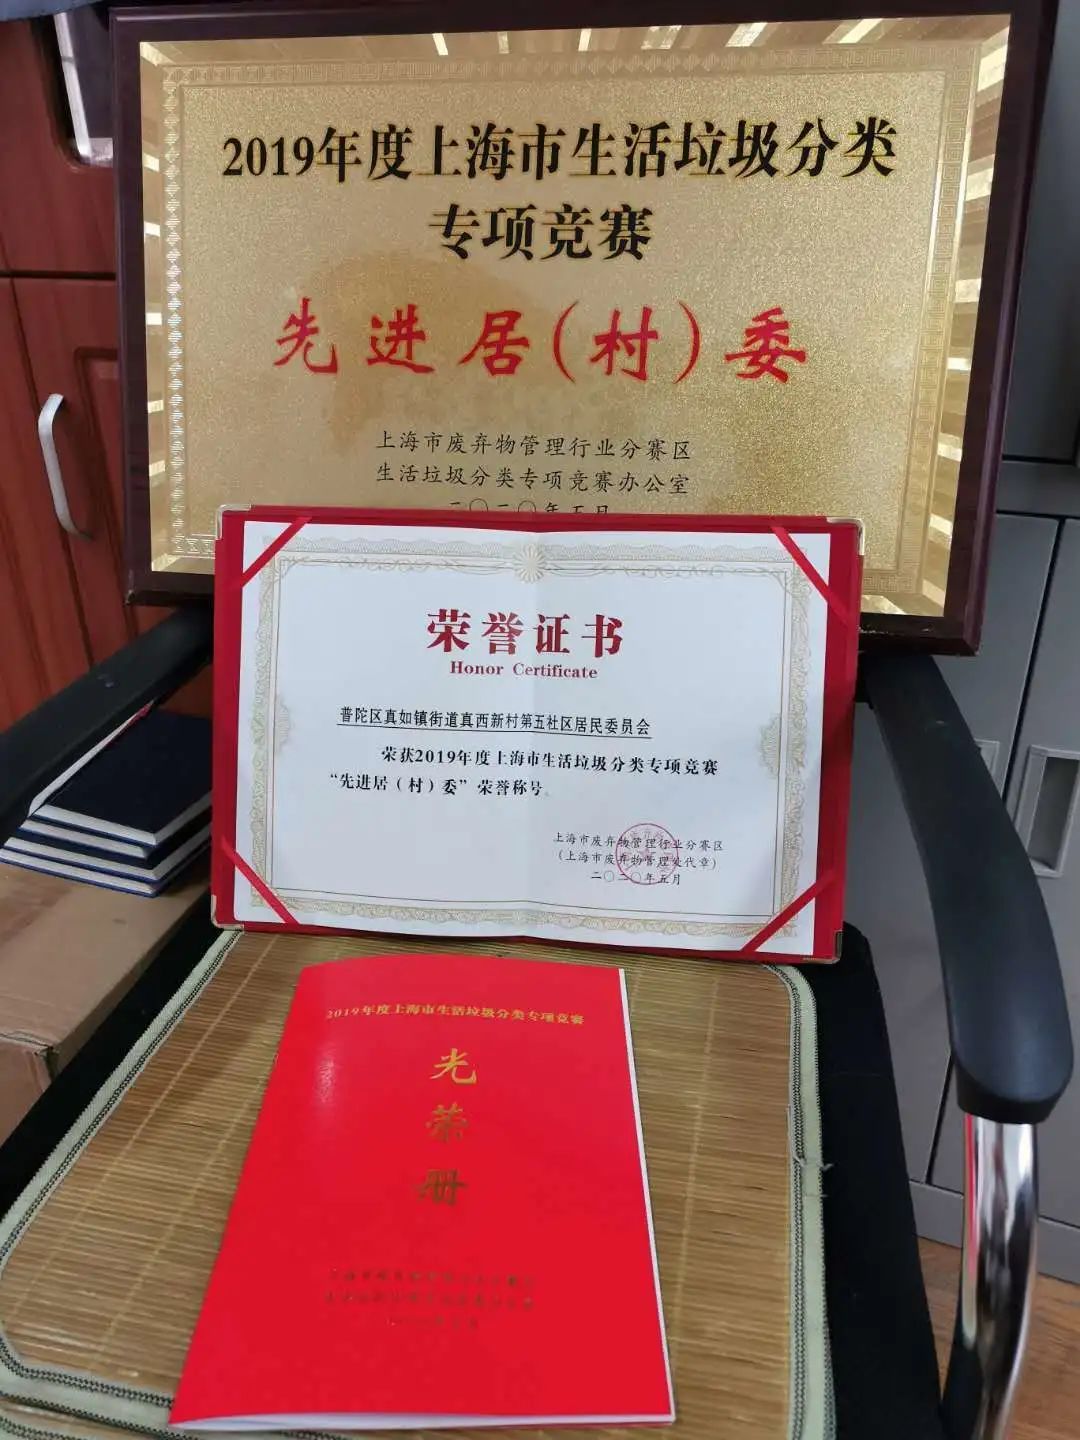 2019年度上海市生活垃圾分类
专项竞赛
先进居(村)委
上海市废弃物管理行业分赛区
生活垃圾分类专项竞赛办公室
二〇二〇年五月
荣誉证书
Honor Certificate
普陀区真如镇街道真西新村第五社区居民委员会
荣获2019年度上海市生活垃圾分类专项竞赛
“先进居（村）委”荣誉称号。
上海市废弃物管理行业分赛区
（上海市废弃物管理处代章）
二〇二〇年五月
2019年度上海市生活垃圾分类专项竞赛
光
荣
册